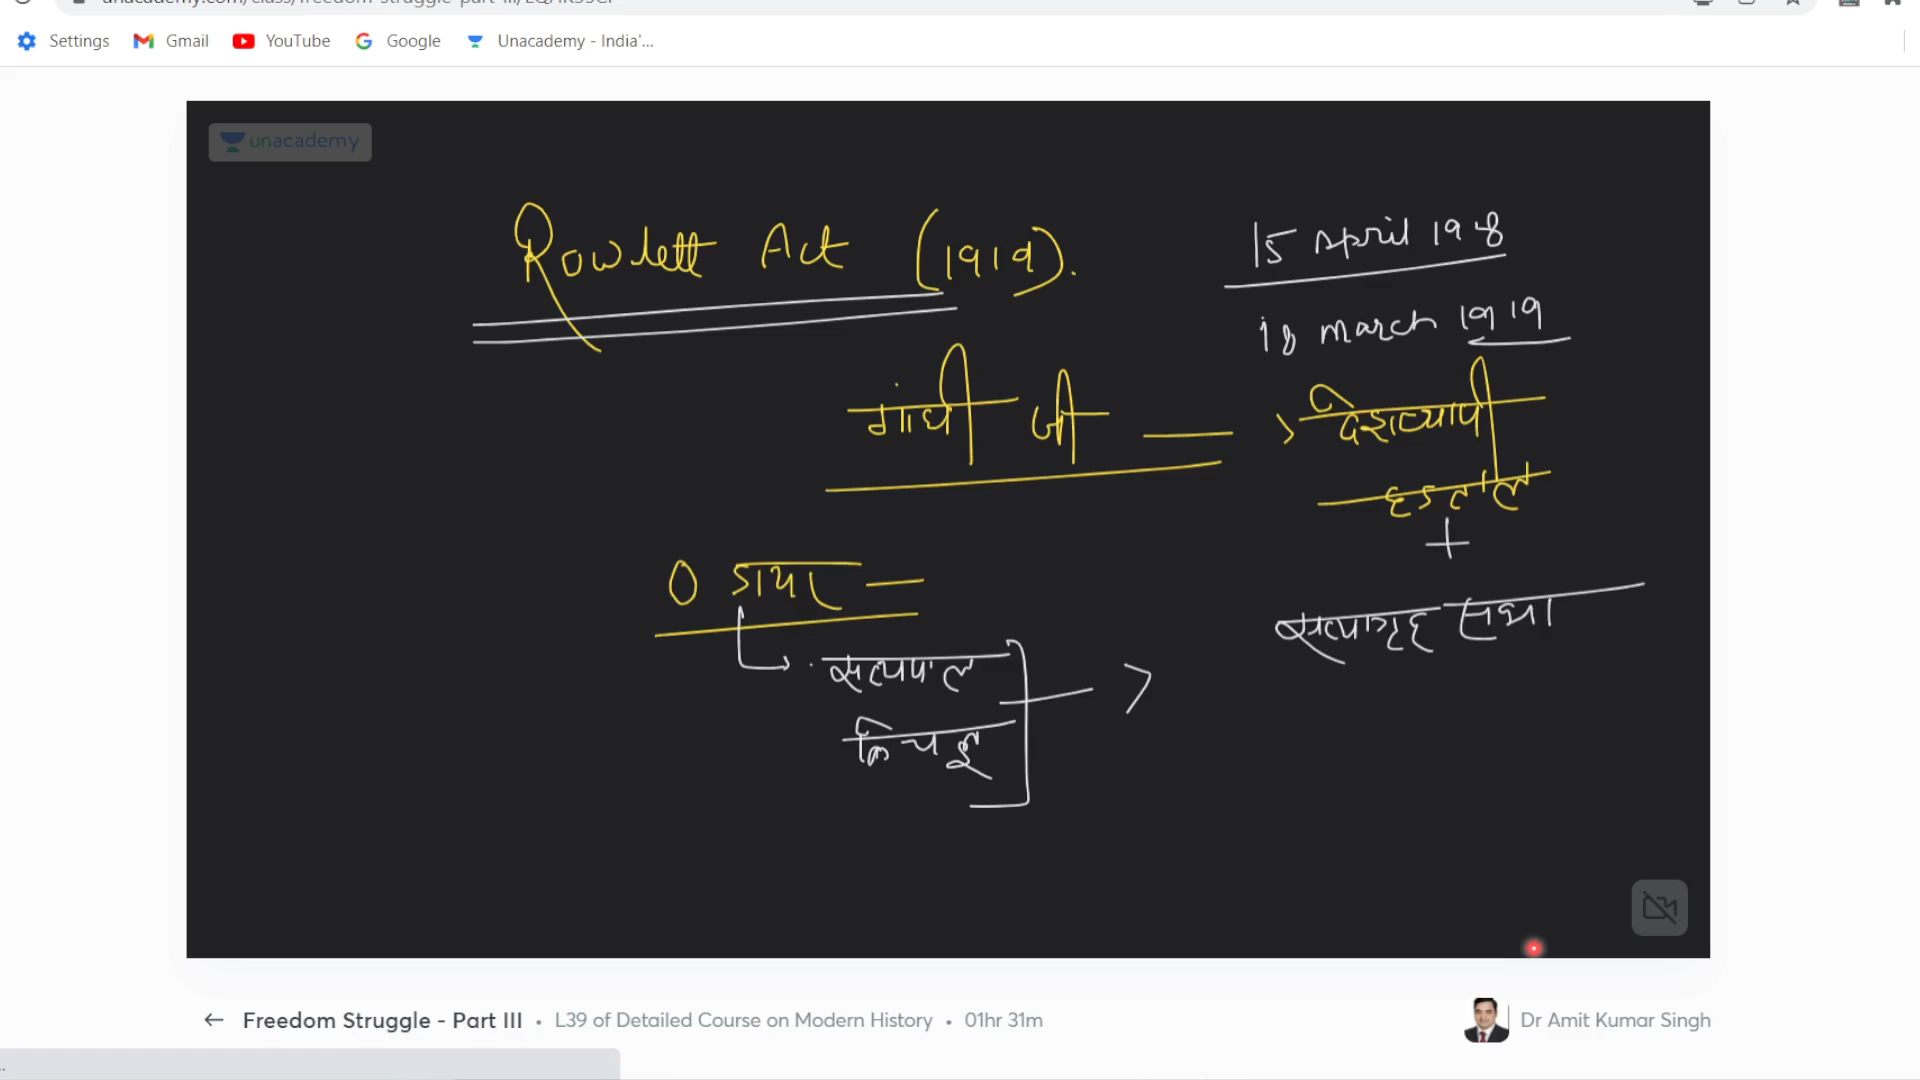 Settings Gmail YouTube Google Unacademy - India'...
unacademy
Rowlett Act (1919).
15 April 1918
18 march 1919
गांधी जी — > देशव्यापी
हडताल
+
सत्याग्रह सभा
O डायर —
सत्यपाल
किचलू
Freedom Struggle - Part III • L39 of Detailed Course on Modern History • 01hr 31m
Dr Amit Kumar Singh